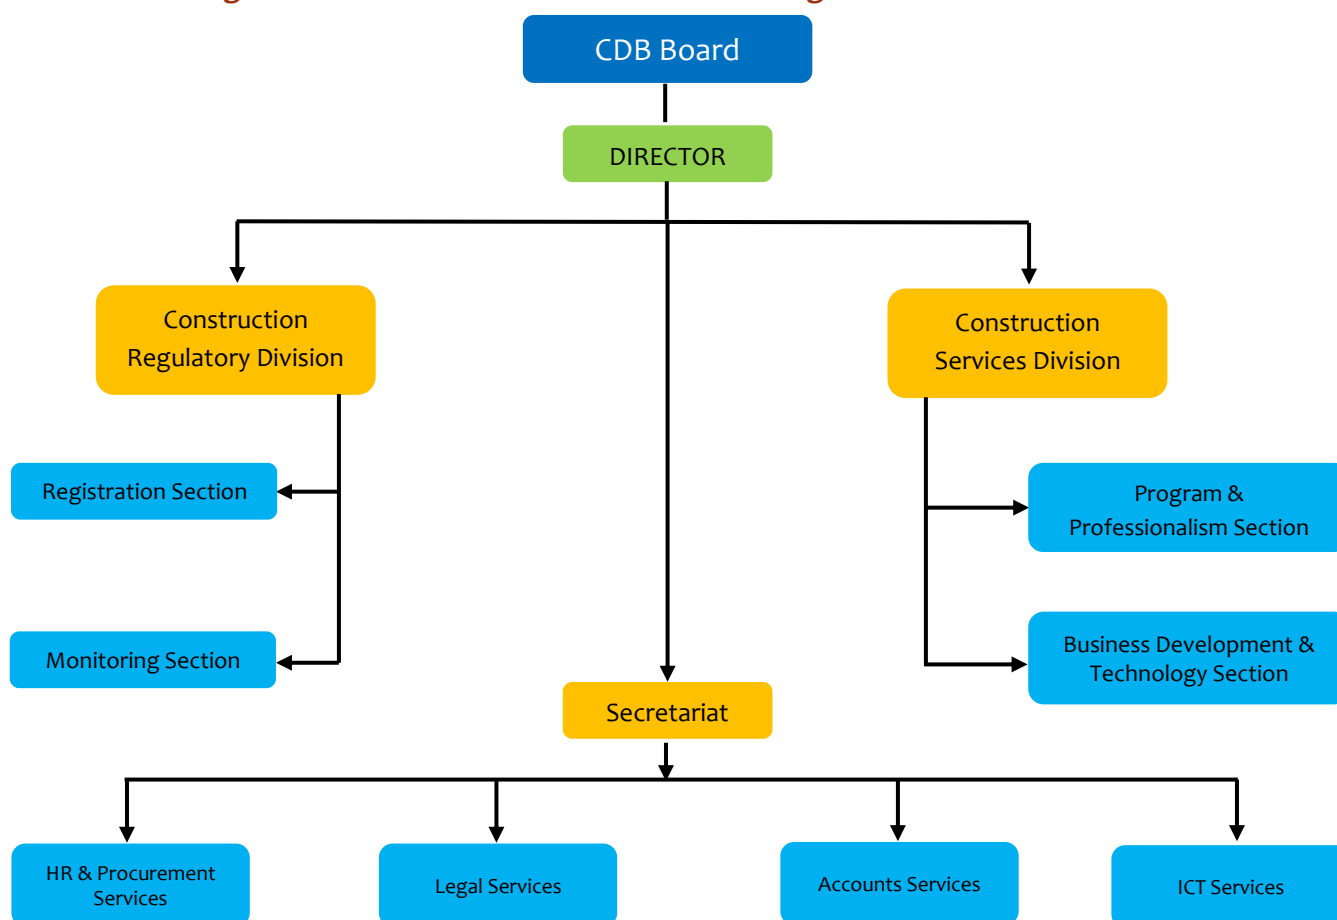 CDB Board
DIRECTOR
Construction
Regulatory Division
Construction
Services Division
Registration Section
Program &
Professionalism Section
Monitoring Section
Business Development &
Technology Section
Secretariat
HR & Procurement
Services
Legal Services
Accounts Services
ICT Services